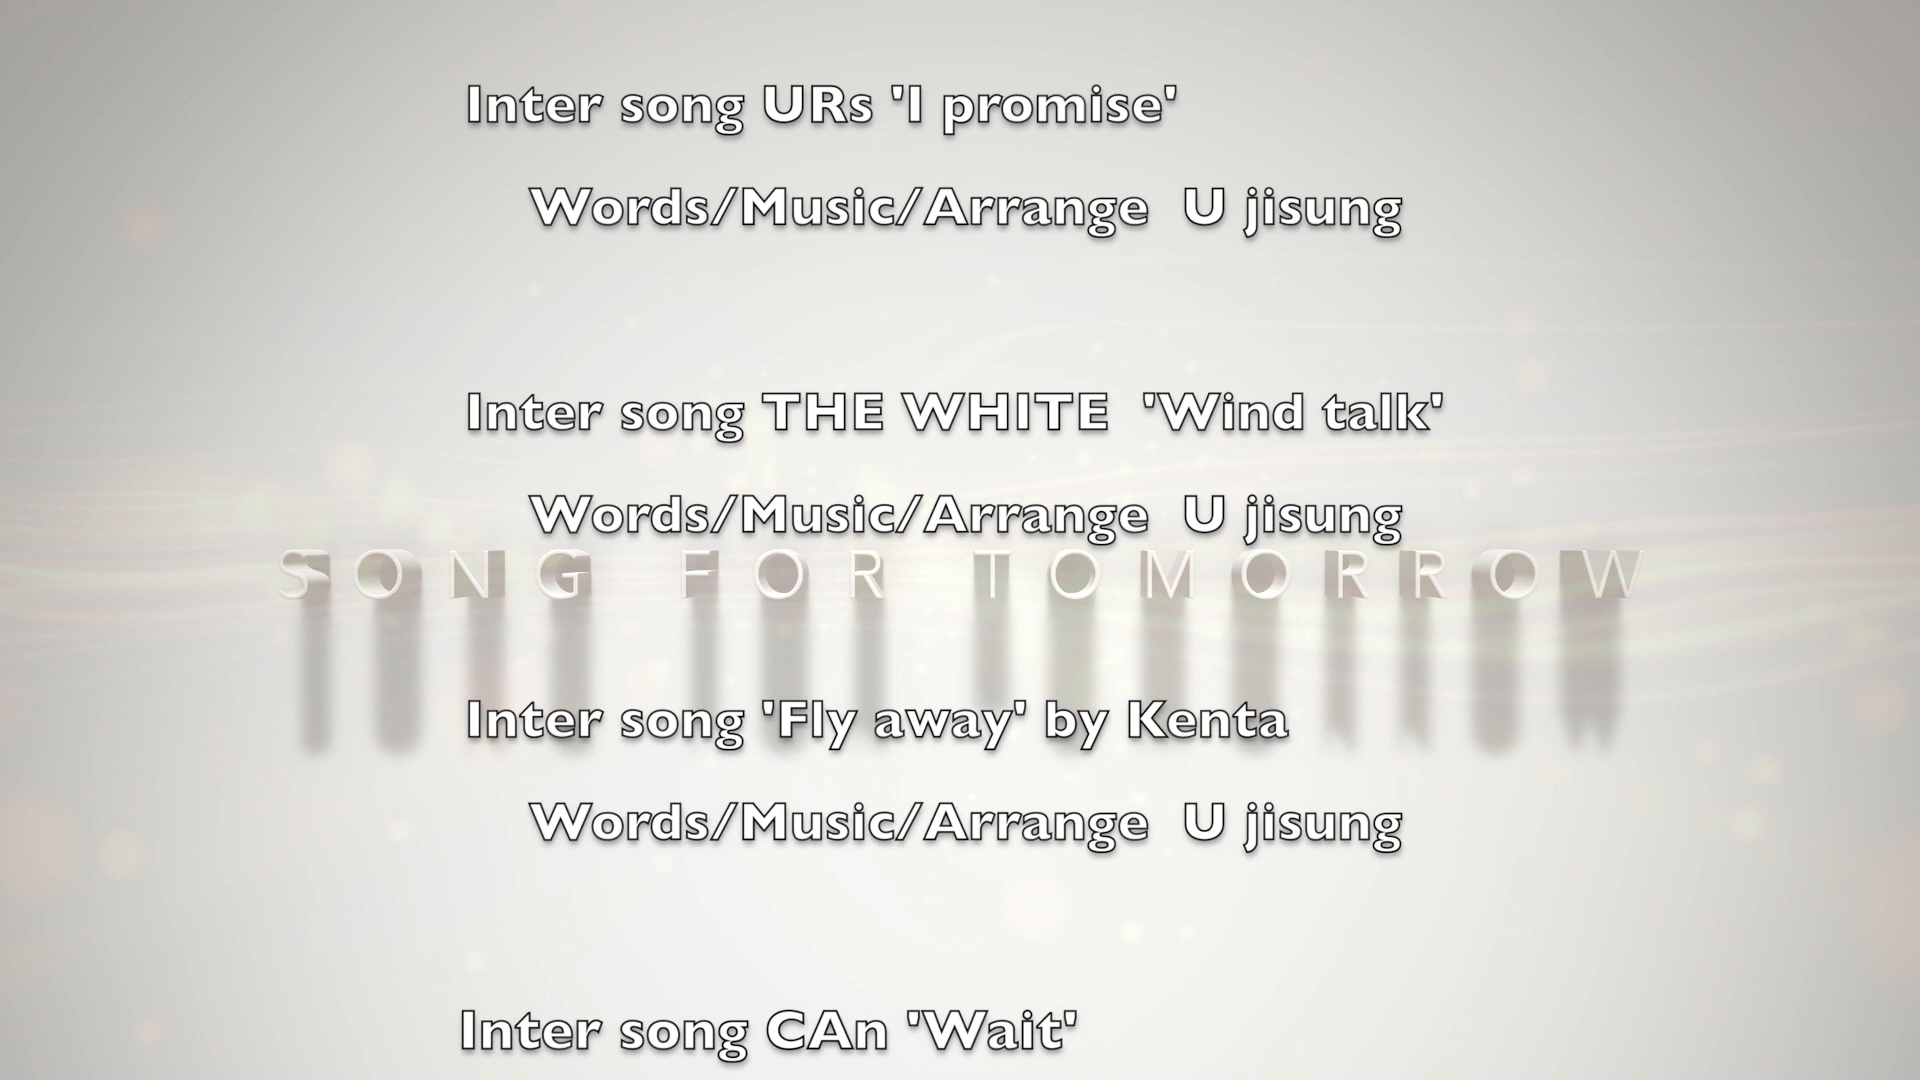 Inter song URs 'I promise'
Words/Music/Arrange  U jisung
Inter song THE WHITE  'Wind talk'
Words/Music/Arrange  U jisung
SONG FOR TOMORROW
Inter song 'Fly away' by Kenta
Words/Music/Arrange  U jisung
Inter song CAn 'Wait'